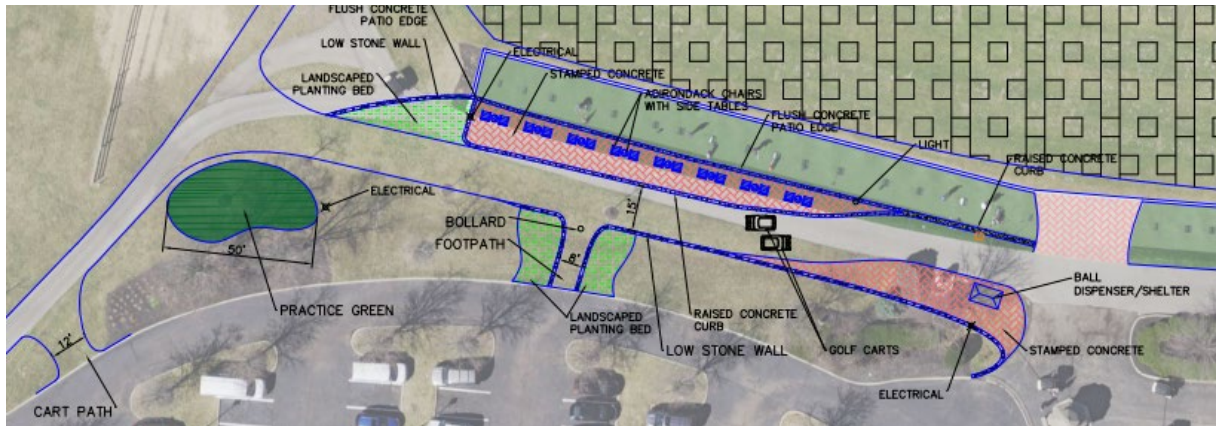 FLUSH CONCRETE
PATIO EDGE
LOW STONE WALL
LANDSCAPED
PLANTING BED
ELECTRICAL
STAMPED CONCRETE
ADIRONDACK CHAIRS
WITH SIDE TABLES
FLUSH CONCRETE
PATIO EDGE
LIGHT
RAISED CONCRETE
CURB
ELECTRICAL
BOLLARD
FOOTPATH
15'
8'
50'
PRACTICE GREEN
LANDSCAPED
PLANTING BED
RAISED CONCRETE
CURB
LOW STONE WALL
GOLF CARTS
BALL
DISPENSER/SHELTER
STAMPED CONCRETE
ELECTRICAL
12'
CART PATH